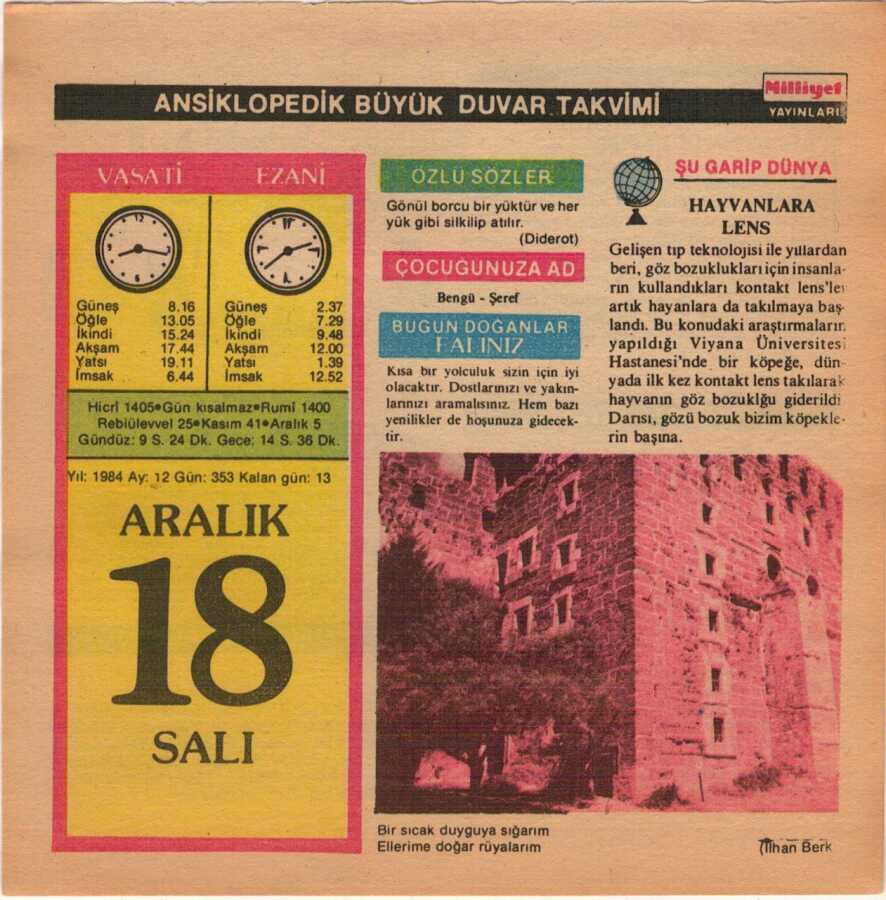 ANSİKLOPEDİK BÜYÜK DUVAR TAKVİMİ
Milliyet
YAYINLARI
VASATİ EZANİ
Güneş 8.16 Güneş 2.37
Öğle 13.05 Öğle 7.29
İkindi 15.24 İkindi 9.48
Akşam 17.44 Akşam 12.00
Yatsı 19.11 Yatsı 1.39
İmsak 6.44 İmsak 12.52
Hicrî 1405•Gün kısalmaz•Rumî 1400
Rebiülevvel 25•Kasım 41•Aralık 5
Gündüz: 9 S. 24 Dk. Gece: 14 S. 36 Dk.
Yıl: 1984 Ay: 12 Gün: 353 Kalan gün: 13
ARALIK
18
SALI
ÖZLÜ SÖZLER
Gönül borcu bir yüktür ve her
yük gibi silkilip atılır.
(Diderot)
ÇOCUĞUNUZA AD
Bengü - Şeref
BUGÜN DOĞANLAR
FALINIZ
Kısa bir yolculuk sizin için iyi
olacaktır. Dostlarınızı ve yakın-
larınızı aramalısınız. Hem bazı
yenilikler de hoşunuza gidecek-
tir.
ŞU GARİP DÜNYA
HAYVANLARA
LENS
Gelişen tıp teknolojisi ile yıllardan
beri, göz bozuklukları için insanla-
rın kullandıkları kontakt lens'ler
artık hayanlara da takılmaya baş-
landı. Bu konudaki araştırmaların
yapıldığı Viyana Üniversitesi
Hastanesi'nde bir köpeğe, dün-
yada ilk kez kontakt lens takılarak
hayvanın göz bozuklğu giderildi
Darısı, gözü bozuk bizim köpekle-
rin başına.
Bir sıcak duyguya sığarım
Ellerime doğar rüyalarım
İlhan Berk